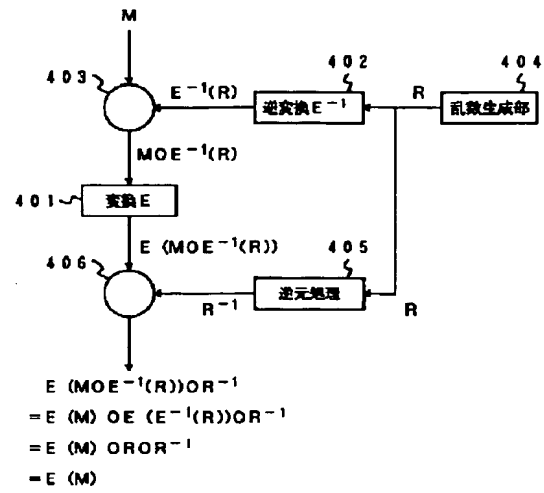 M
403
402
404
E⁻¹(R)
逆変換E⁻¹
R
乱数生成部
MOE⁻¹(R)
401
変換E
E (MOE⁻¹(R))
406
405
R⁻¹
逆元処理
R
E (MOE⁻¹(R))OR⁻¹
=E (M) OE (E⁻¹(R))OR⁻¹
=E (M) OROR⁻¹
=E (M)